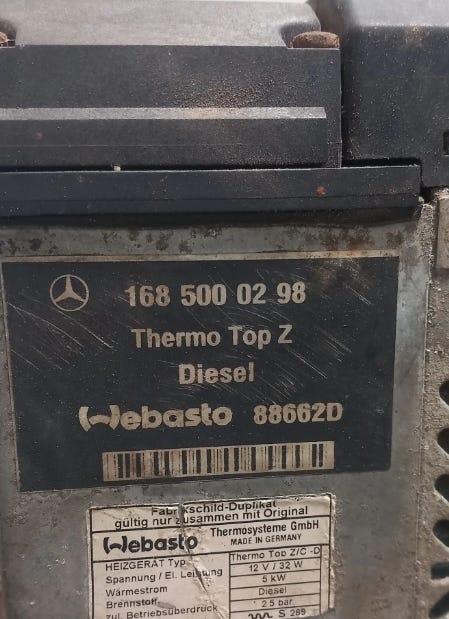 168 500 02 98
Thermo Top Z
Diesel
Webasto 88662D
Fabrikschild-Duplikat
gültig nur zusammen mit Original
Webasto Thermosysteme GmbH
MADE IN GERMANY
HEIZGERÄT Typ Thermo Top Z/C -D
Spannung / El. Leistung 12 V / 32 W
Wärmestrom 5 kW
Brennstoff Diesel
zul. Betriebsüberdruck 2.5 bar
S 289